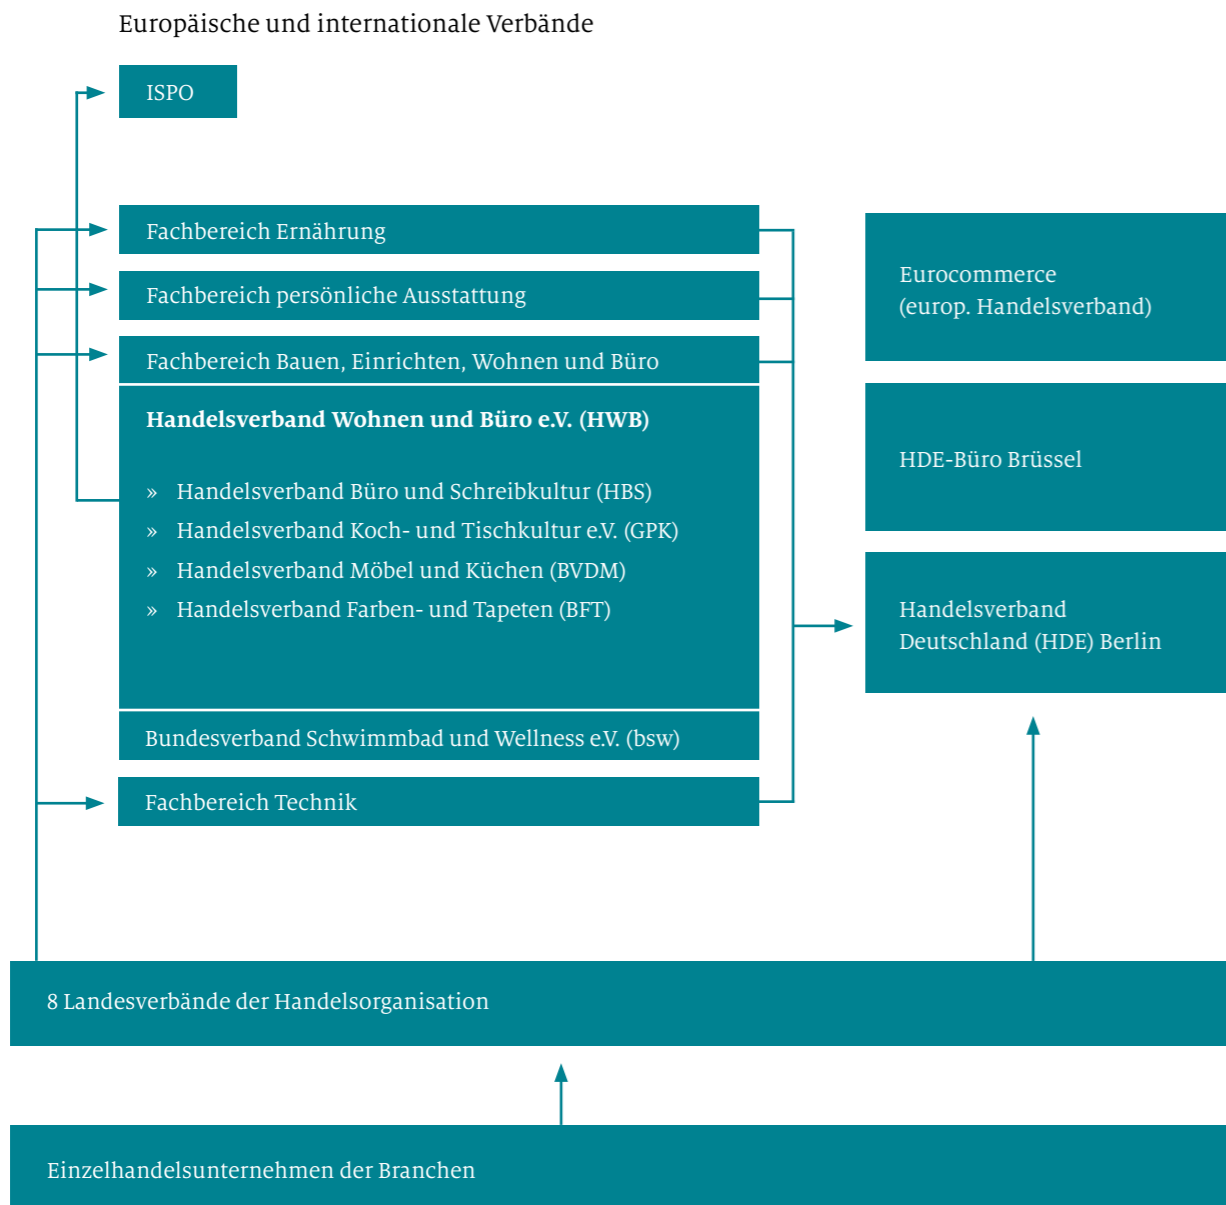 Europäische und internationale Verbände
ISPO
Fachbereich Ernährung
Fachbereich persönliche Ausstattung
Fachbereich Bauen, Einrichten, Wohnen und Büro
Handelsverband Wohnen und Büro e.V. (HWB)
» Handelsverband Büro und Schreibkultur (HBS)
» Handelsverband Koch- und Tischkultur e.V. (GPK)
» Handelsverband Möbel und Küchen (BVDM)
» Handelsverband Farben- und Tapeten (BFT)
Bundesverband Schwimmbad und Wellness e.V. (bsw)
Fachbereich Technik
Eurocommerce
(europ. Handelsverband)
HDE-Büro Brüssel
Handelsverband
Deutschland (HDE) Berlin
8 Landesverbände der Handelsorganisation
Einzelhandelsunternehmen der Branchen